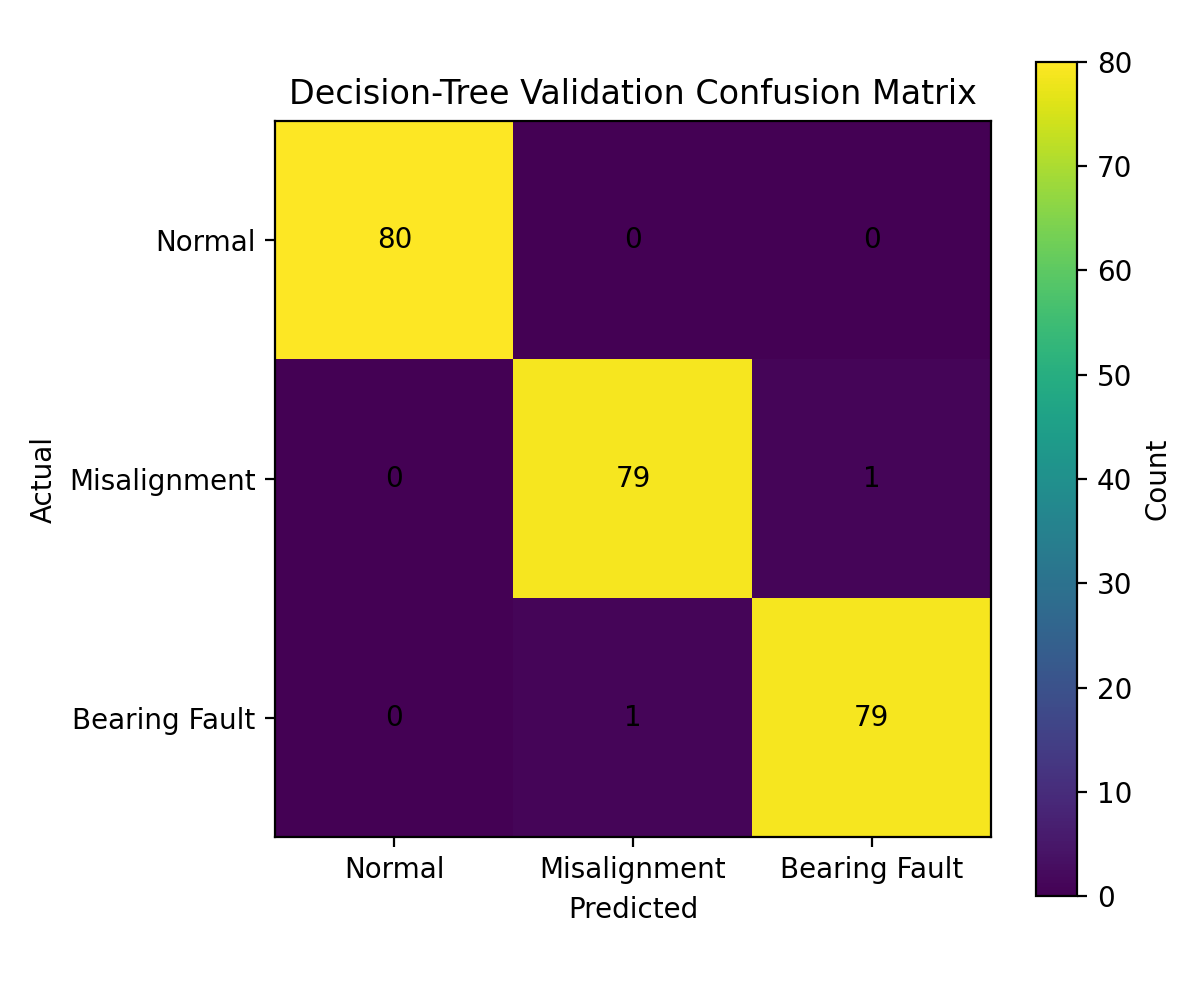 Decision-Tree Validation Confusion Matrix
Actual
Normal
80 0 0
Misalignment
0 79 1
Bearing Fault
0 1 79
Normal Misalignment Bearing Fault
Predicted
80
70
60
50
40
30
20
10
0
Count